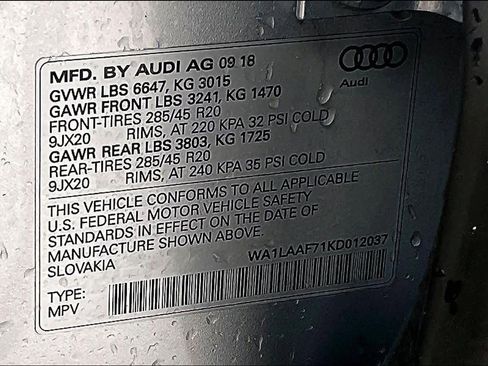 MFD. BY AUDI AG 09 18
GVWR LBS 6647, KG 3015
GAWR FRONT LBS 3241, KG 1470
FRONT-TIRES 285/45 R20
9JX20 RIMS, AT 220 KPA 32 PSI COLD
GAWR REAR LBS 3803, KG 1725
REAR-TIRES 285/45 R20
9JX20 RIMS, AT 240 KPA 35 PSI COLD
Audi
THIS VEHICLE CONFORMS TO ALL APPLICABLE
U.S. FEDERAL MOTOR VEHICLE SAFETY
STANDARDS IN EFFECT ON THE DATE OF
MANUFACTURE SHOWN ABOVE.
SLOVAKIA WA1LAAF71KD012037
TYPE:
MPV